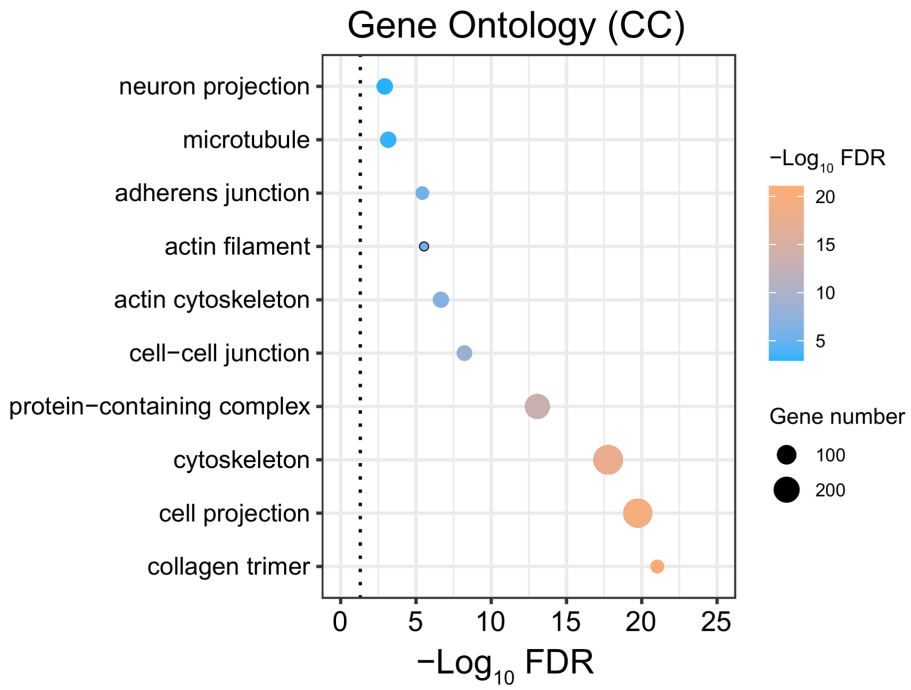 Gene Ontology (CC)
neuron projection
microtubule
adherens junction
actin filament
actin cytoskeleton
cell−cell junction
protein−containing complex
cytoskeleton
cell projection
collagen trimer
0 5 10 15 20 25
−Log10 FDR
−Log10 FDR
20
15
10
5
Gene number
100
200